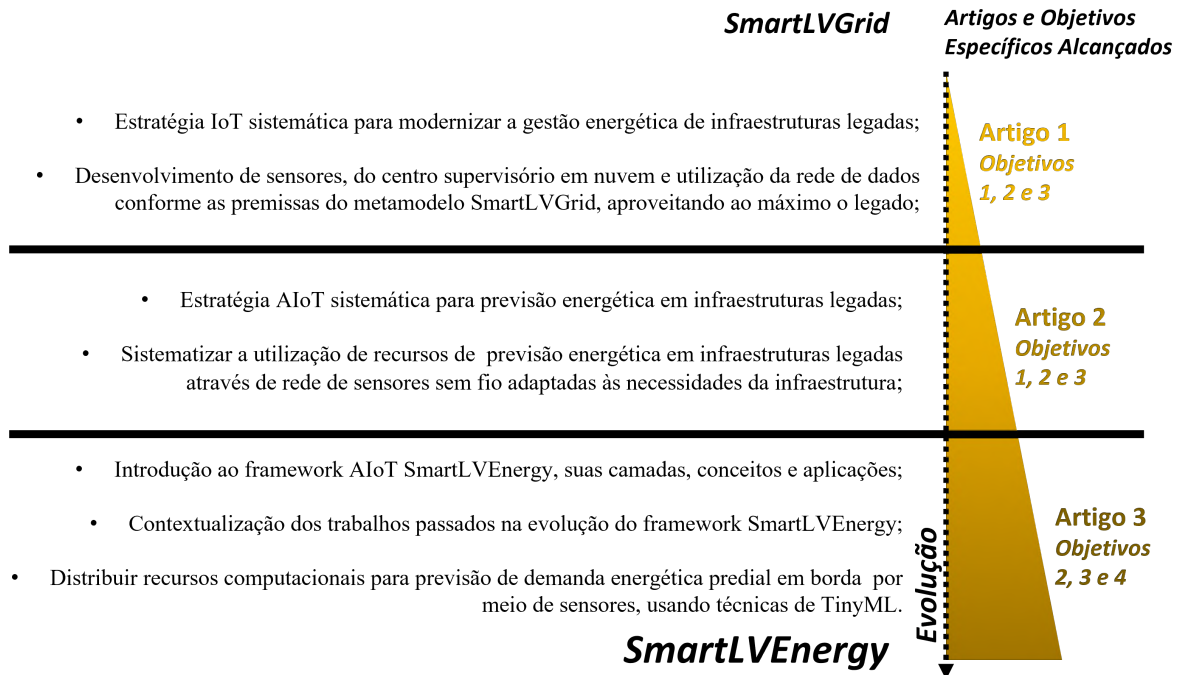 SmartLVGrid
Artigos e Objetivos
Específicos Alcançados
• Estratégia IoT sistemática para modernizar a gestão energética de infraestruturas legadas;
• Desenvolvimento de sensores, do centro supervisório em nuvem e utilização da rede de dados
conforme as premissas do metamodelo SmartLVGrid, aproveitando ao máximo o legado;
Artigo 1
Objetivos
1, 2 e 3
• Estratégia AIoT sistemática para previsão energética em infraestruturas legadas;
• Sistematizar a utilização de recursos de previsão energética em infraestruturas legadas
através de rede de sensores sem fio adaptadas às necessidades da infraestrutura;
Artigo 2
Objetivos
1, 2 e 3
• Introdução ao framework AIoT SmartLVEnergy, suas camadas, conceitos e aplicações;
• Contextualização dos trabalhos passados na evolução do framework SmartLVEnergy;
• Distribuir recursos computacionais para previsão de demanda energética predial em borda por
meio de sensores, usando técnicas de TinyML.
Artigo 3
Objetivos
2, 3 e 4
Evolução
SmartLVEnergy